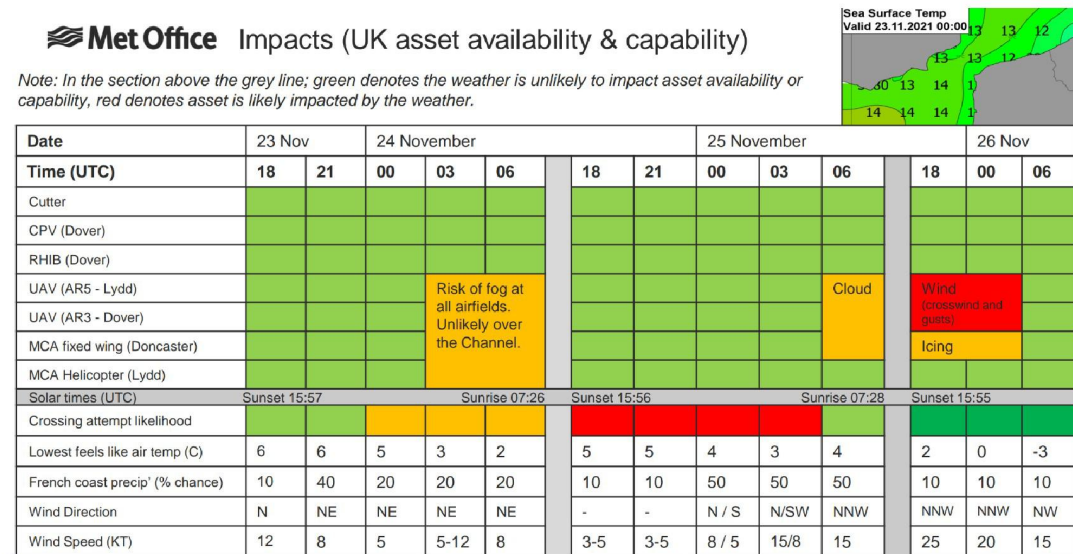 Met Office Impacts (UK asset availability & capability)
Note: In the section above the grey line; green denotes the weather is unlikely to impact asset availability or
capability, red denotes asset is likely impacted by the weather.
Sea Surface Temp
Valid 23.11.2021 00:00
13 13 12
13 13 12
13 14
14 14 14
Date 23 Nov 24 November 25 November 26 Nov
Time (UTC) 18 21 00 03 06 18 21 00 03 06 18 00 06
Cutter
CPV (Dover)
RHIB (Dover)
UAV (AR5 - Lydd)
UAV (AR3 - Dover)
MCA fixed wing (Doncaster)
MCA Helicopter (Lydd)
Risk of fog at
all airfields.
Unlikely over
the Channel.
Cloud
Wind
(crosswind and
gusts)
Icing
Solar times (UTC) Sunset 15:57 Sunrise 07:26 Sunset 15:56 Sunrise 07:28 Sunset 15:55
Crossing attempt likelihood
Lowest feels like air temp (C) 6 6 5 3 2 5 5 4 3 4 2 0 -3
French coast precip' (% chance) 10 40 20 20 20 10 10 50 50 50 10 10 10
Wind Direction N NE NE NE NE - - N / S N/SW NNW NNW NNW NW
Wind Speed (KT) 12 8 5 5-12 8 3-5 3-5 8 / 5 15/8 15 25 20 15